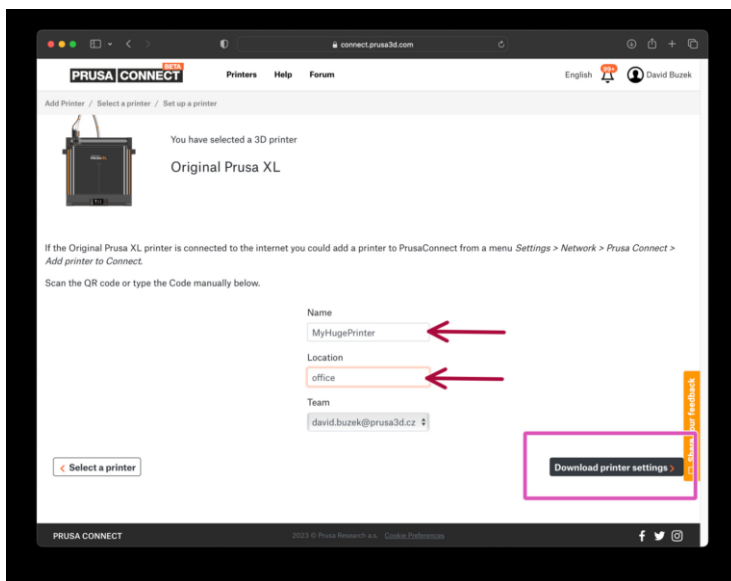 connect.prusa3d.com
PRUSA CONNECT
BETA
Printers Help Forum
English
99+
David Buzek
Add Printer / Select a printer / Set up a printer
You have selected a 3D printer
Original Prusa XL
If the Original Prusa XL printer is connected to the internet you could add a printer to PrusaConnect from a menu Settings > Network > Prusa Connect >
Add printer to Connect.
Scan the QR code or type the Code manually below.
Name
MyHugePrinter
Location
office
Team
david.buzek@prusa3d.cz
Share your feedback
< Select a printer
Download printer settings >
PRUSA CONNECT
2023 © Prusa Research a.s. Cookie Preferences